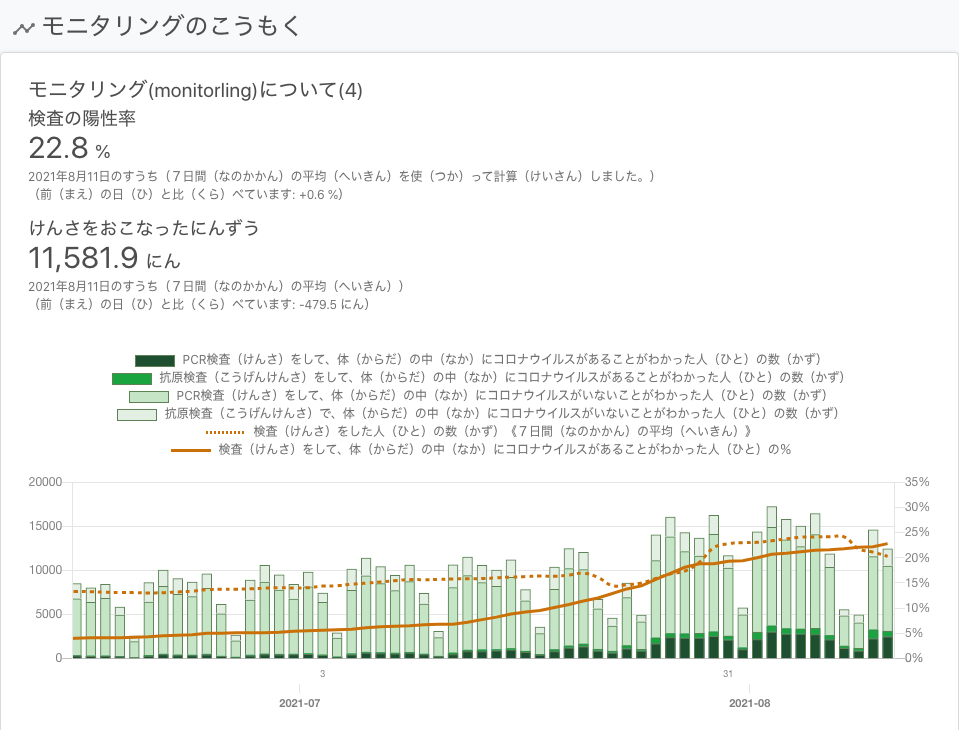 モニタリングのこうもく
モニタリング(monitorling)について(4)
検査の陽性率
22.8 %
2021年8月11日のすうち（７日間（なのかかん）の平均（へいきん）を使（つか）って計算（けいさん）しました。）
（前（まえ）の日（ひ）と比（くら）べています: +0.6 %）
けんさをおこなったにんずう
11,581.9 にん
2021年8月11日のすうち（７日間（なのかかん）の平均（へいきん））
（前（まえ）の日（ひ）と比（くら）べています: -479.5 にん）
PCR検査（けんさ）をして、体（からだ）の中（なか）にコロナウイルスがあることがわかった人（ひと）の数（かず）
抗原検査（こうげんけんさ）をして、体（からだ）の中（なか）にコロナウイルスがあることがわかった人（ひと）の数（かず）
PCR検査（けんさ）をして、体（からだ）の中（なか）にコロナウイルスがいないことがわかった人（ひと）の数（かず）
抗原検査（こうげんけんさ）で、体（からだ）の中（なか）にコロナウイルスがいないことがわかった人（ひと）の数（かず）
検査（けんさ）をした人（ひと）の数（かず）《７日間（なのかかん）の平均（へいきん）》
検査（けんさ）をして、体（からだ）の中（なか）にコロナウイルスがあることがわかった人（ひと）の％
20000 35%
30%
15000 25%
10000 20%
15%
5000 10%
5%
0 0%
3 31
2021-07 2021-08